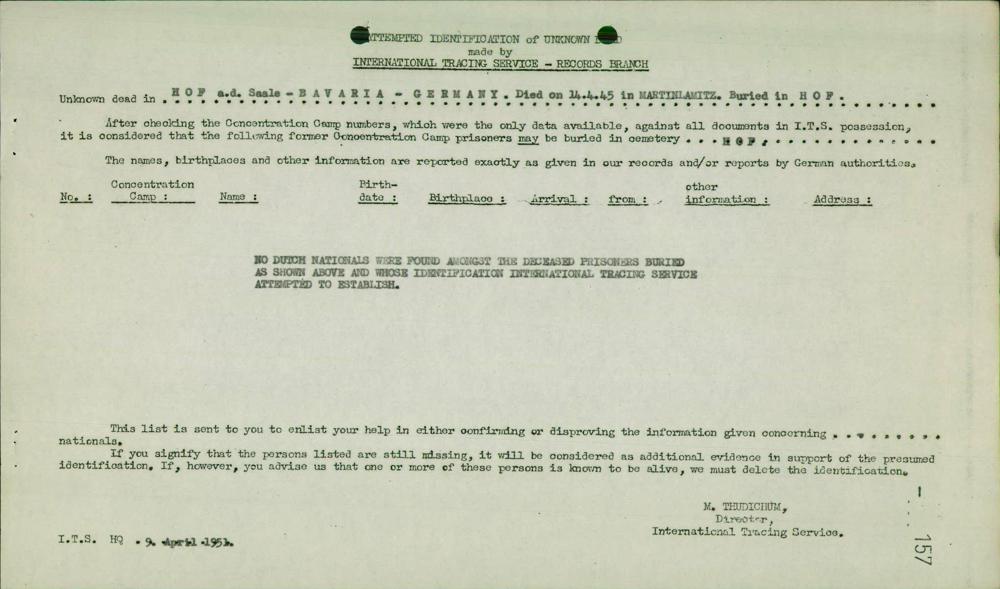 ATTEMPTED IDENTIFICATION of UNKNOWN
made by
INTERNATIONAL TRACING SERVICE - RECORDS BRANCH
Unknown dead in HOF a.d. Saale - BAVARIA - GERMANY. Died on 14.4.45 in MARTINLAMITZ. Buried in HOF.
After checking the Concentration Camp numbers, which were the only data available, against all documents in I.T.S. possession,
it is considered that the following former Concentration Camp prisoners may be buried in cemetery . . . HOF, . . . . . . . . . . . . . .
The names, birthplaces and other information are reported exactly as given in our records and/or reports by German authorities.
No. : Concentration Camp : Name : Birth-date : Birthplace : Arrival : from : other information : Address :
NO DUTCH NATIONALS WERE FOUND AMONGST THE DECEASED PRISONERS BURIED
AS SHOWN ABOVE AND WHOSE IDENTIFICATION INTERNATIONAL TRACING SERVICE
ATTEMPTED TO ESTABLISH.
This list is sent to you to enlist your help in either confirming or disproving the information given concerning . . . . . . . . .
nationals.
If you signify that the persons listed are still missing, it will be considered as additional evidence in support of the presumed
identification. If, however, you advise us that one or more of these persons is known to be alive, we must delete the identification.
M. THUDICHUM,
Director,
International Tracing Service.
I.T.S. HQ - 9. April 1951.
157